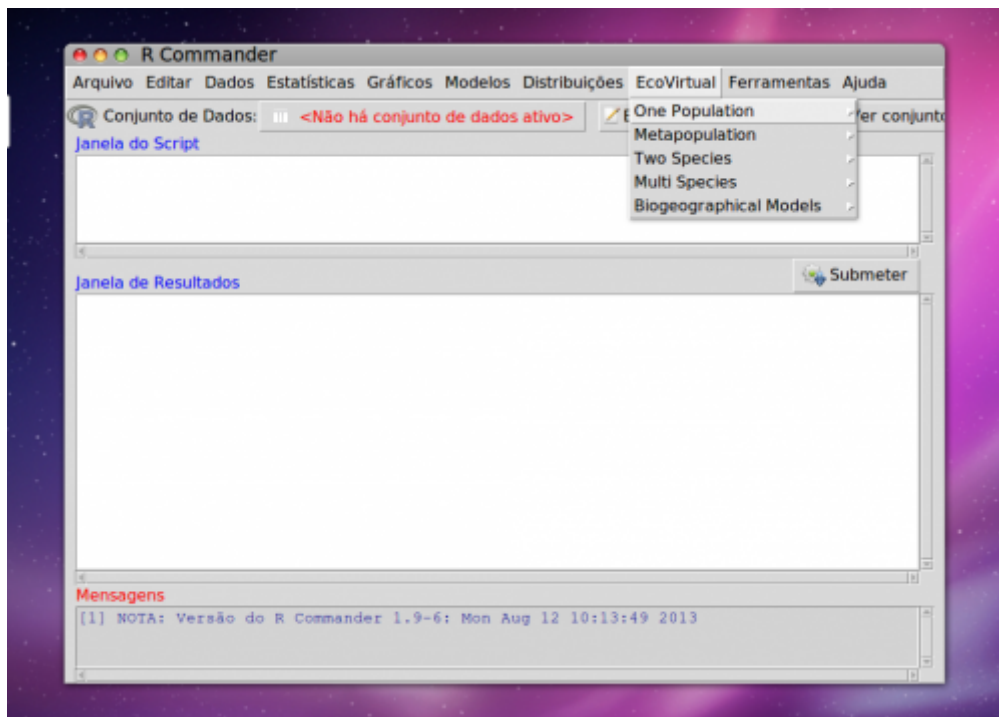 R Commander
Arquivo Editar Dados Estatísticas Gráficos Modelos Distribuições EcoVirtual Ferramentas Ajuda
Conjunto de Dados: <Não há conjunto de dados ativo>
One Population
Metapopulation
Two Species
Multi Species
Biogeographical Models
Janela do Script
Submeter
Janela de Resultados
Mensagens
[1] NOTA: Versão do R Commander 1.9-6: Mon Aug 12 10:13:49 2013